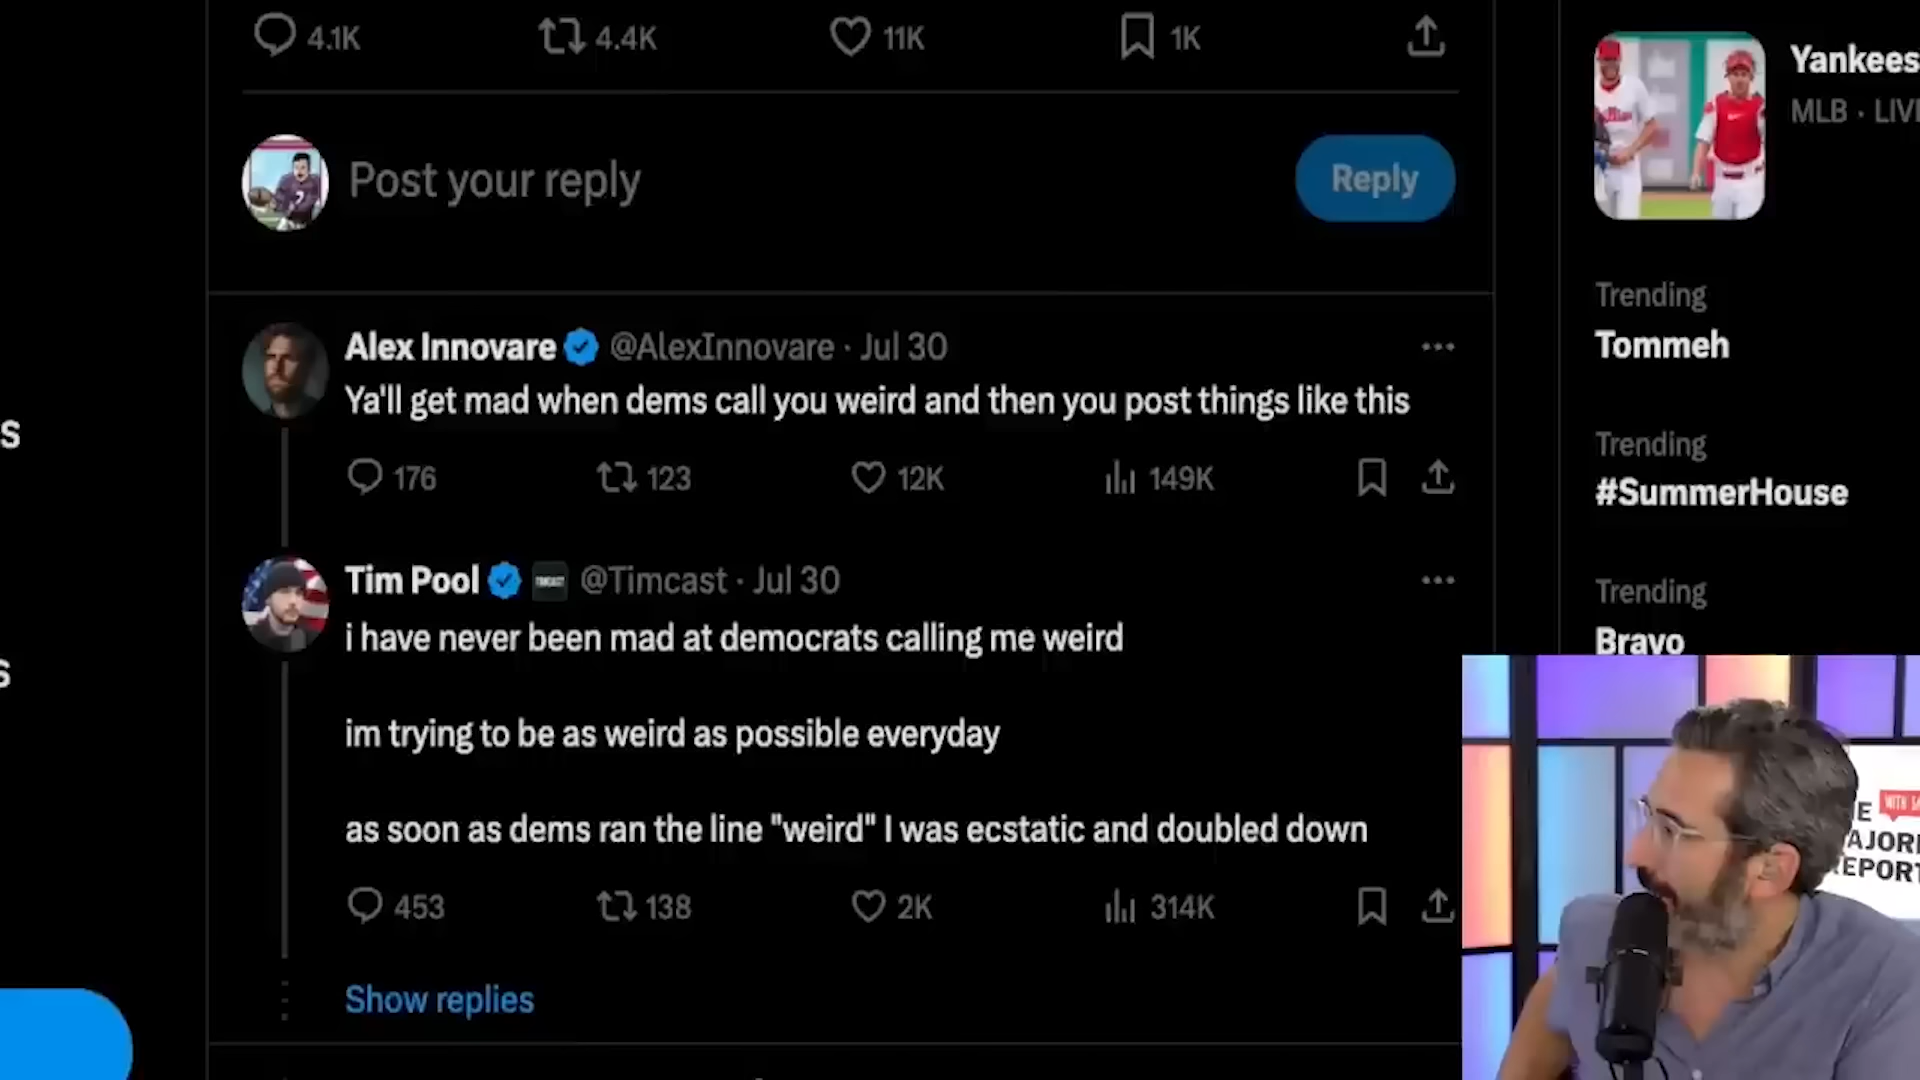 4.1K 4.4K 11K 1K
Post your reply
Reply
Alex Innovare @AlexInnovare · Jul 30
Ya'll get mad when dems call you weird and then you post things like this
176 123 12K 149K
Tim Pool @Timcast · Jul 30
i have never been mad at democrats calling me weird
im trying to be as weird as possible everyday
as soon as dems ran the line "weird" I was ecstatic and doubled down
453 138 2K 314K
Show replies
Yankees
MLB · LIV
Trending
Tommeh
Trending
#SummerHouse
Trending
Bravo
S
S
WITH
E
AJOR
EPORT